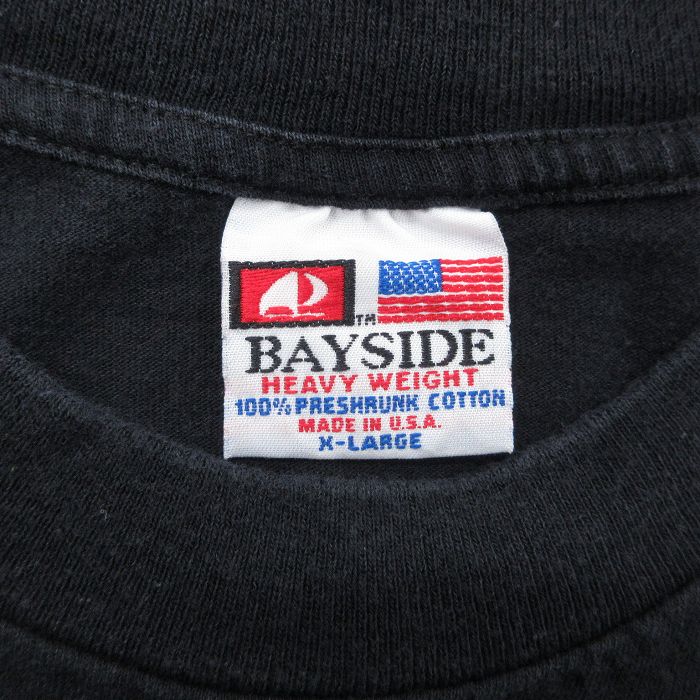 TM
BAYSIDE
HEAVY WEIGHT
100% PRESHRUNK COTTON
MADE IN U.S.A.
X-LARGE